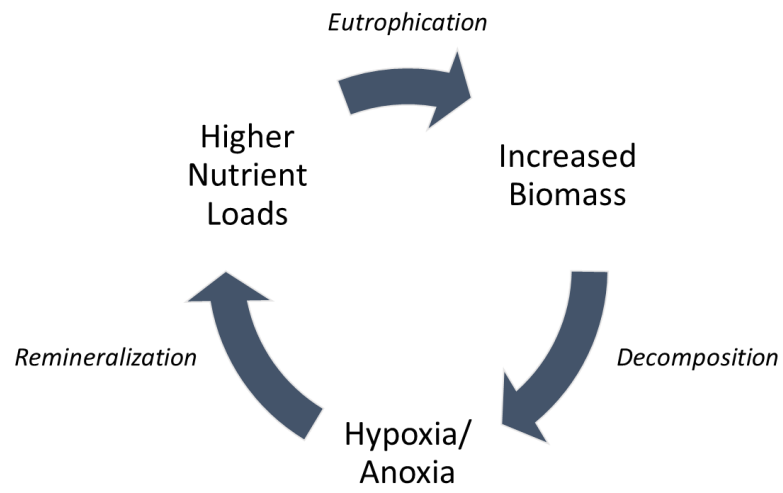 Eutrophication
Higher
Nutrient
Loads
Increased
Biomass
Remineralization
Decomposition
Hypoxia/
Anoxia